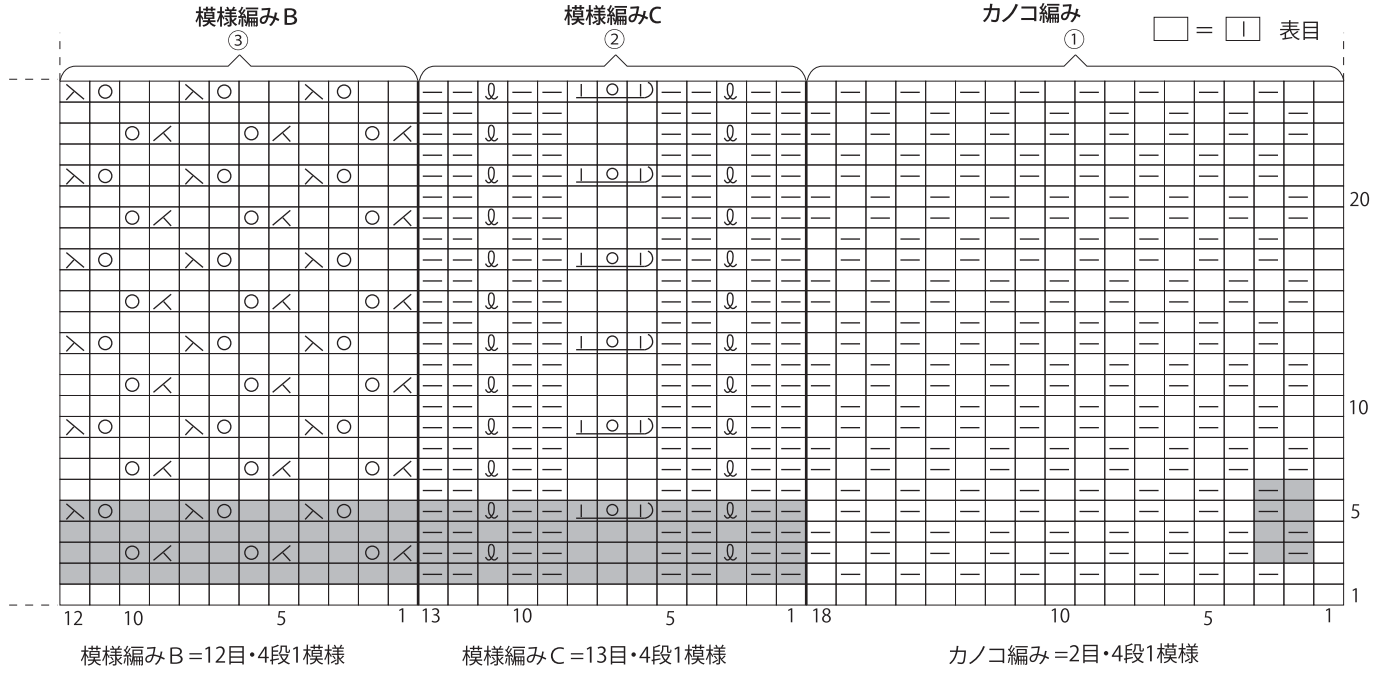 模様編みB
模様編みC
カノコ編み
□ = | 表目
③
②
①
20
10
5
1
12 10 5 1 13 10 5 1 18 10 5 1
模様編みB=12目・4段1模様
模様編みC=13目・4段1模様
カノコ編み=2目・4段1模様